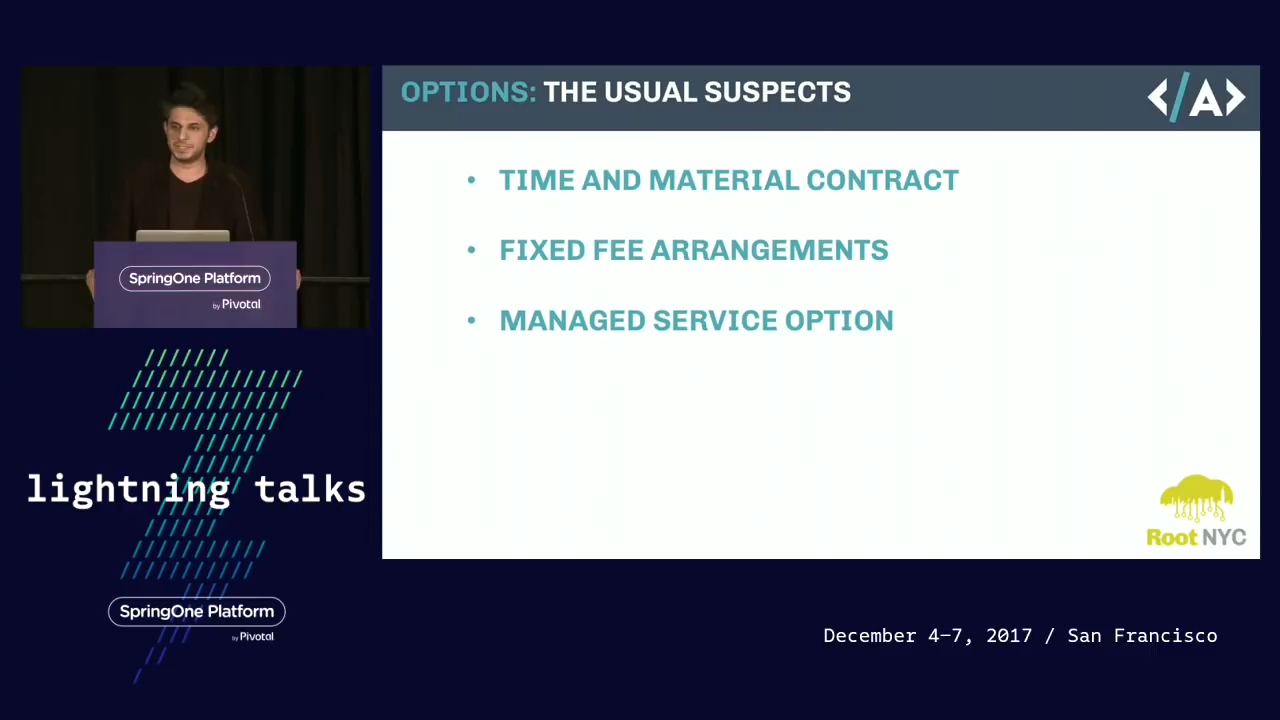 OPTIONS: THE USUAL SUSPECTS
</A>
• TIME AND MATERIAL CONTRACT
• FIXED FEE ARRANGEMENTS
• MANAGED SERVICE OPTION
Root NYC
SpringOne Platform
by Pivotal
lightning talks
SpringOne Platform
by Pivotal
December 4–7, 2017 / San Francisco